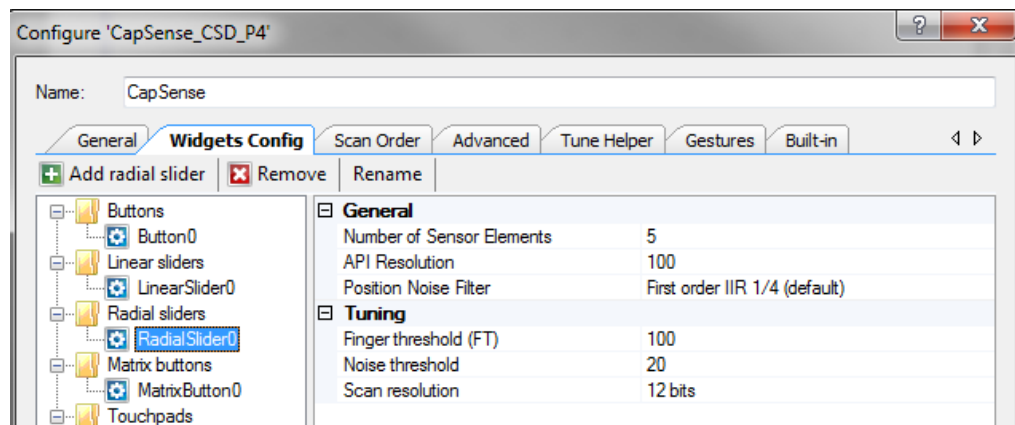 Configure 'CapSense_CSD_P4'
Name: CapSense
General Widgets Config Scan Order Advanced Tune Helper Gestures Built-in
Add radial slider Remove Rename
Buttons
Button0
Linear sliders
LinearSlider0
Radial sliders
RadialSlider0
Matrix buttons
MatrixButton0
Touchpads
General
Number of Sensor Elements 5
API Resolution 100
Position Noise Filter First order IIR 1/4 (default)
Tuning
Finger threshold (FT) 100
Noise threshold 20
Scan resolution 12 bits